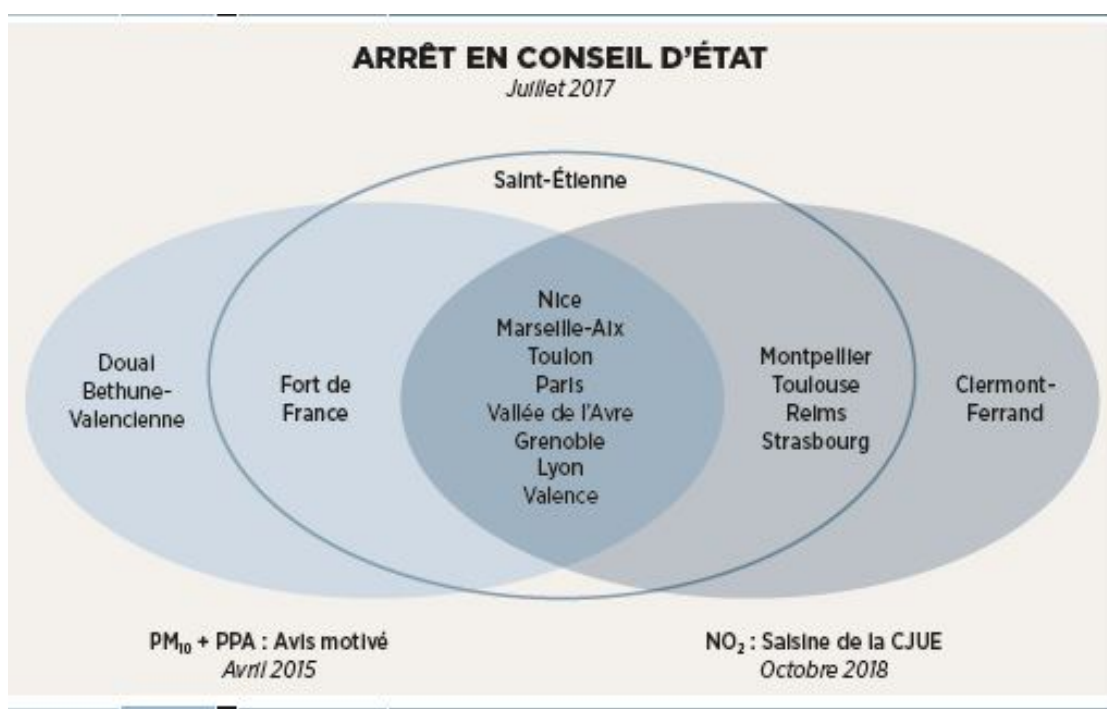 ARRÊT EN CONSEIL D'ÉTAT
Juillet 2017
Saint-Étienne
Douai
Bethune-
Valencienne
Fort de
France
Nice
Marseille-Aix
Toulon
Paris
Vallée de l'Avre
Grenoble
Lyon
Valence
Montpellier
Toulouse
Reims
Strasbourg
Clermont-
Ferrand
PM₁₀ + PPA : Avis motivé
Avril 2015
NO₂ : Saisine de la CJUE
Octobre 2018